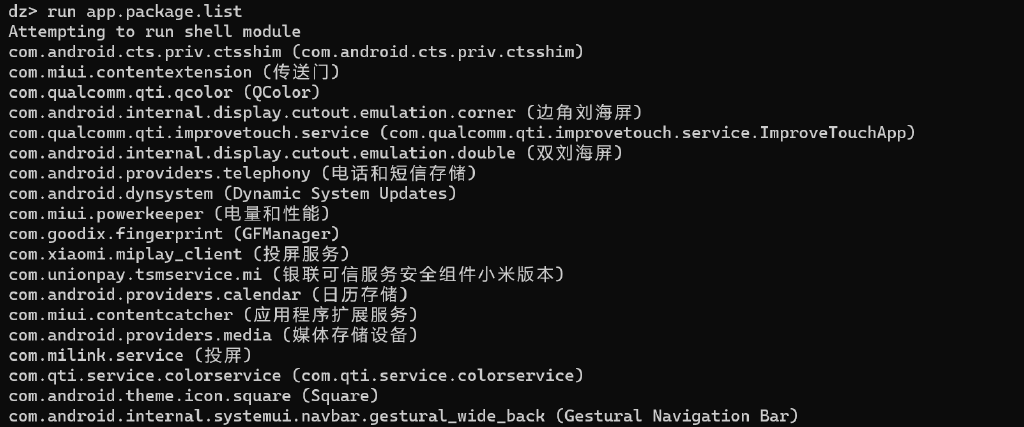 dz> run app.package.list
Attempting to run shell module
com.android.cts.priv.ctsshim (com.android.cts.priv.ctsshim)
com.miui.contentextension (传送门)
com.qualcomm.qti.qcolor (QColor)
com.android.internal.display.cutout.emulation.corner (边角刘海屏)
com.qualcomm.qti.improvetouch.service (com.qualcomm.qti.improvetouch.service.ImproveTouchApp)
com.android.internal.display.cutout.emulation.double (双刘海屏)
com.android.providers.telephony (电话和短信存储)
com.android.dynsystem (Dynamic System Updates)
com.miui.powerkeeper (电量和性能)
com.goodix.fingerprint (GFManager)
com.xiaomi.miplay_client (投屏服务)
com.unionpay.tsmservice.mi (银联可信服务安全组件小米版本)
com.android.providers.calendar (日历存储)
com.miui.contentcatcher (应用程序扩展服务)
com.android.providers.media (媒体存储设备)
com.milink.service (投屏)
com.qti.service.colorservice (com.qti.service.colorservice)
com.android.theme.icon.square (Square)
com.android.internal.systemui.navbar.gestural_wide_back (Gestural Navigation Bar)